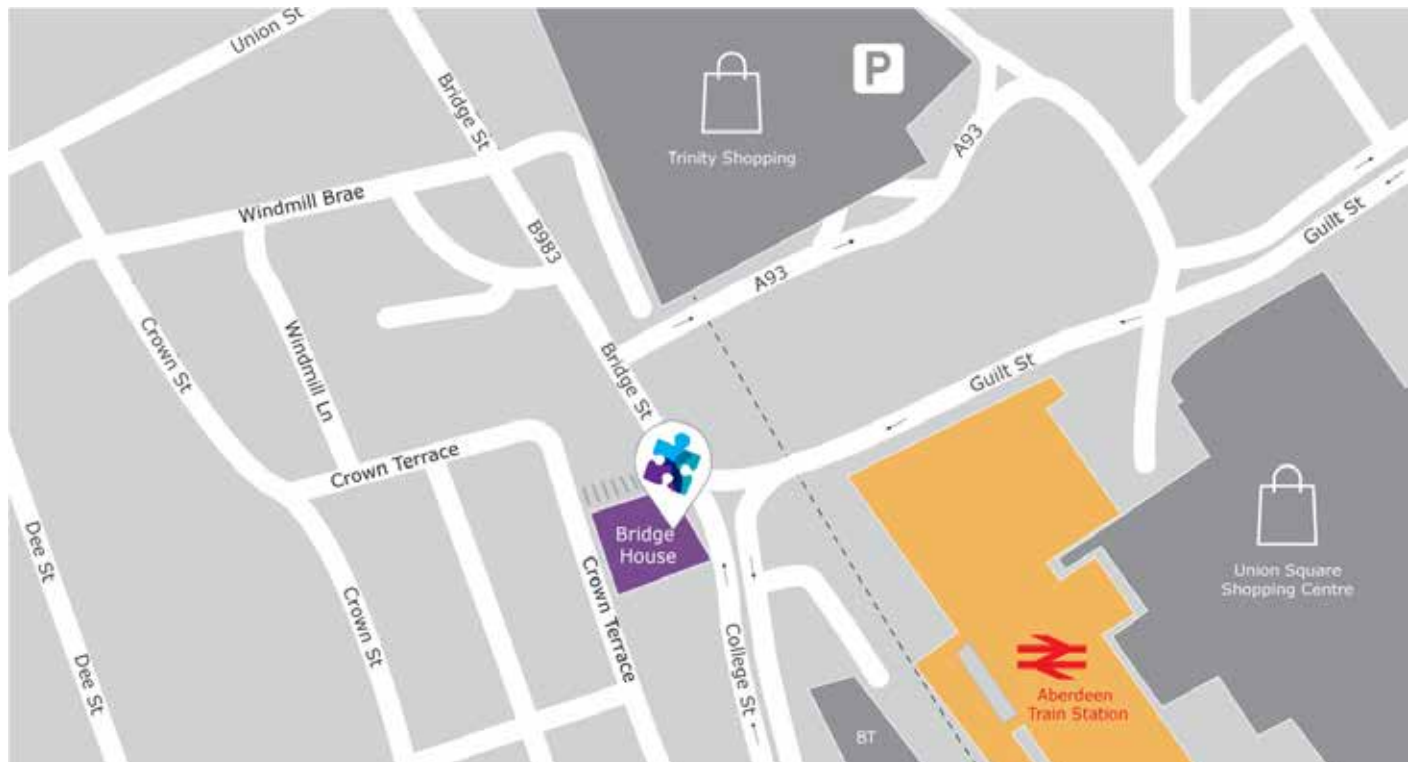 Union St
Bridge St
P
Trinity Shopping
A93
Windmill Brae
B983
A93
Guilt St
Crown St
Windmill Ln
Bridge St
Guilt St
Crown Terrace
Bridge
House
Dee St
Crown St
Crown Terrace
College St
Union Square
Shopping Centre
Dee St
Aberdeen
Train Station
BT